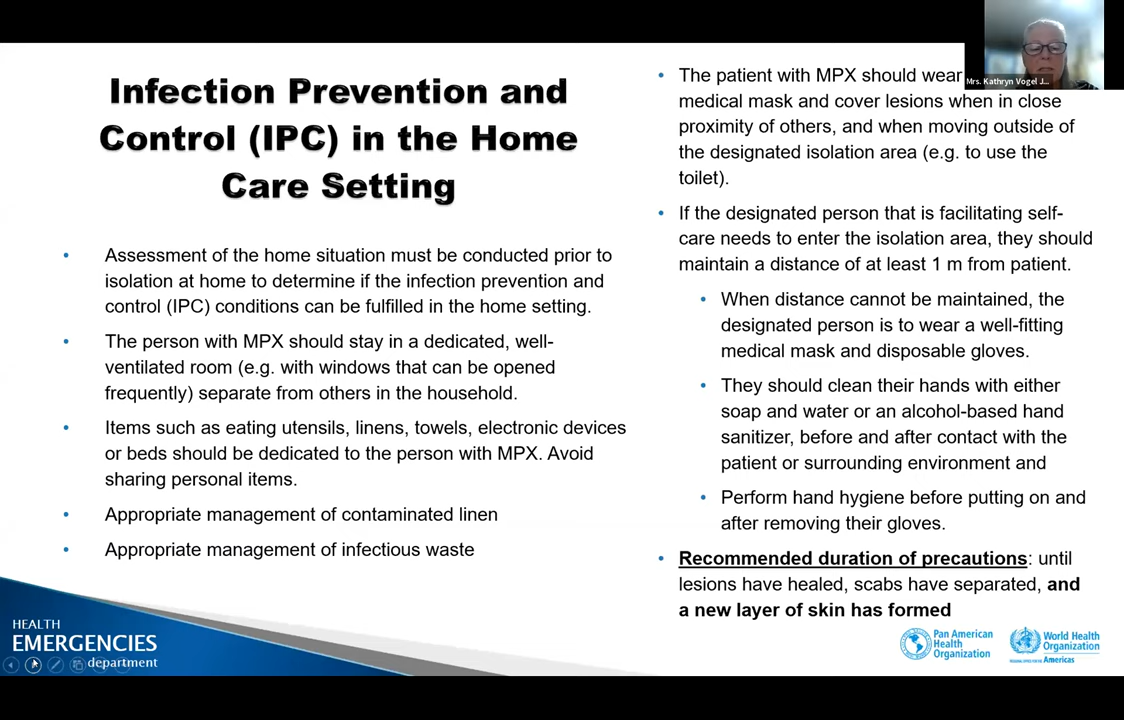 Mrs. Kathryn Vogel J...
Infection Prevention and
Control (IPC) in the Home
Care Setting
Assessment of the home situation must be conducted prior to
isolation at home to determine if the infection prevention and
control (IPC) conditions can be fulfilled in the home setting.
The person with MPX should stay in a dedicated, well-
ventilated room (e.g. with windows that can be opened
frequently) separate from others in the household.
Items such as eating utensils, linens, towels, electronic devices
or beds should be dedicated to the person with MPX. Avoid
sharing personal items.
Appropriate management of contaminated linen
Appropriate management of infectious waste
The patient with MPX should wear
medical mask and cover lesions when in close
proximity of others, and when moving outside of
the designated isolation area (e.g. to use the
toilet).
If the designated person that is facilitating self-
care needs to enter the isolation area, they should
maintain a distance of at least 1 m from patient.
When distance cannot be maintained, the
designated person is to wear a well-fitting
medical mask and disposable gloves.
They should clean their hands with either
soap and water or an alcohol-based hand
sanitizer, before and after contact with the
patient or surrounding environment and
Perform hand hygiene before putting on and
after removing their gloves.
Recommended duration of precautions: until
lesions have healed, scabs have separated, and
a new layer of skin has formed
HEALTH
EMERGENCIES
department
Pan American
Health
Organization
World Health
Organization
REGIONAL OFFICE FOR THE Americas